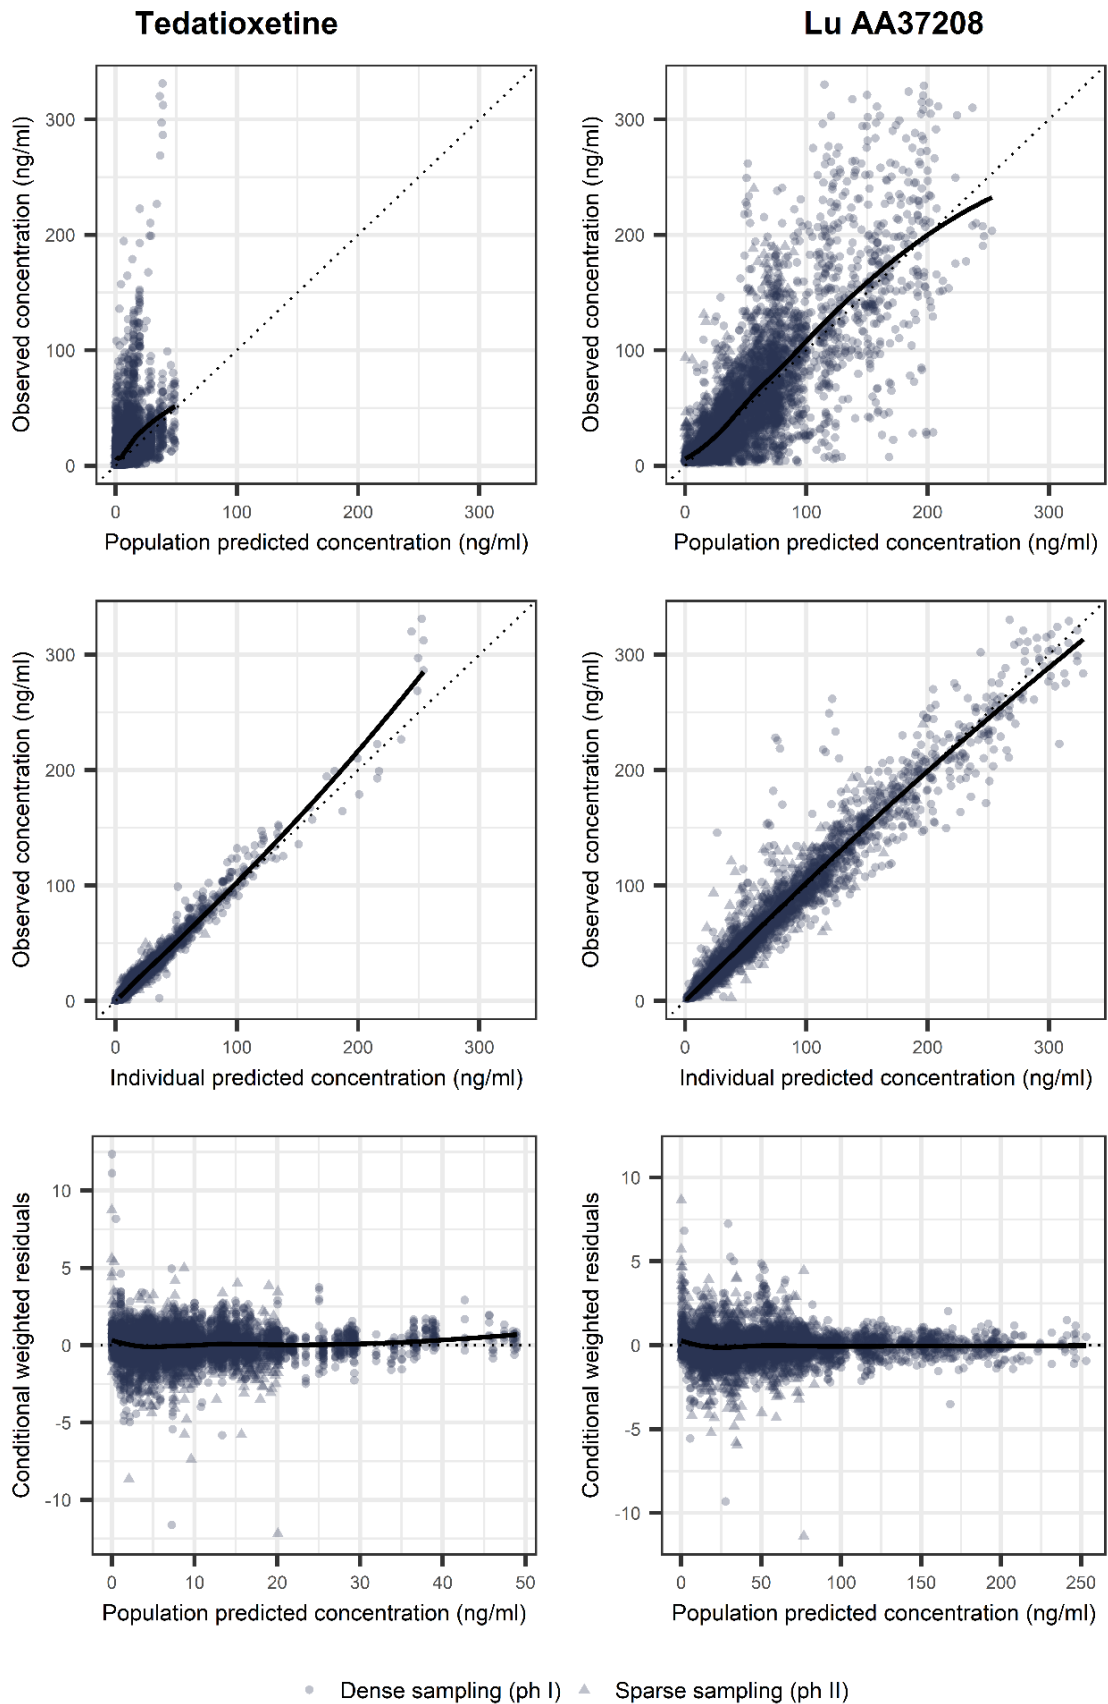 Tedatioxetine
Lu AA37208
Observed concentration (ng/ml)
300
200
100
0
0 100 200 300
Population predicted concentration (ng/ml)
Observed concentration (ng/ml)
300
200
100
0
0 100 200 300
Population predicted concentration (ng/ml)
Observed concentration (ng/ml)
300
200
100
0
0 100 200 300
Individual predicted concentration (ng/ml)
Observed concentration (ng/ml)
300
200
100
0
0 100 200 300
Individual predicted concentration (ng/ml)
Conditional weighted residuals
10
5
0
-5
-10
0 10 20 30 40 50
Population predicted concentration (ng/ml)
Conditional weighted residuals
10
5
0
-5
-10
0 50 100 150 200 250
Population predicted concentration (ng/ml)
Dense sampling (ph I) Sparse sampling (ph II)